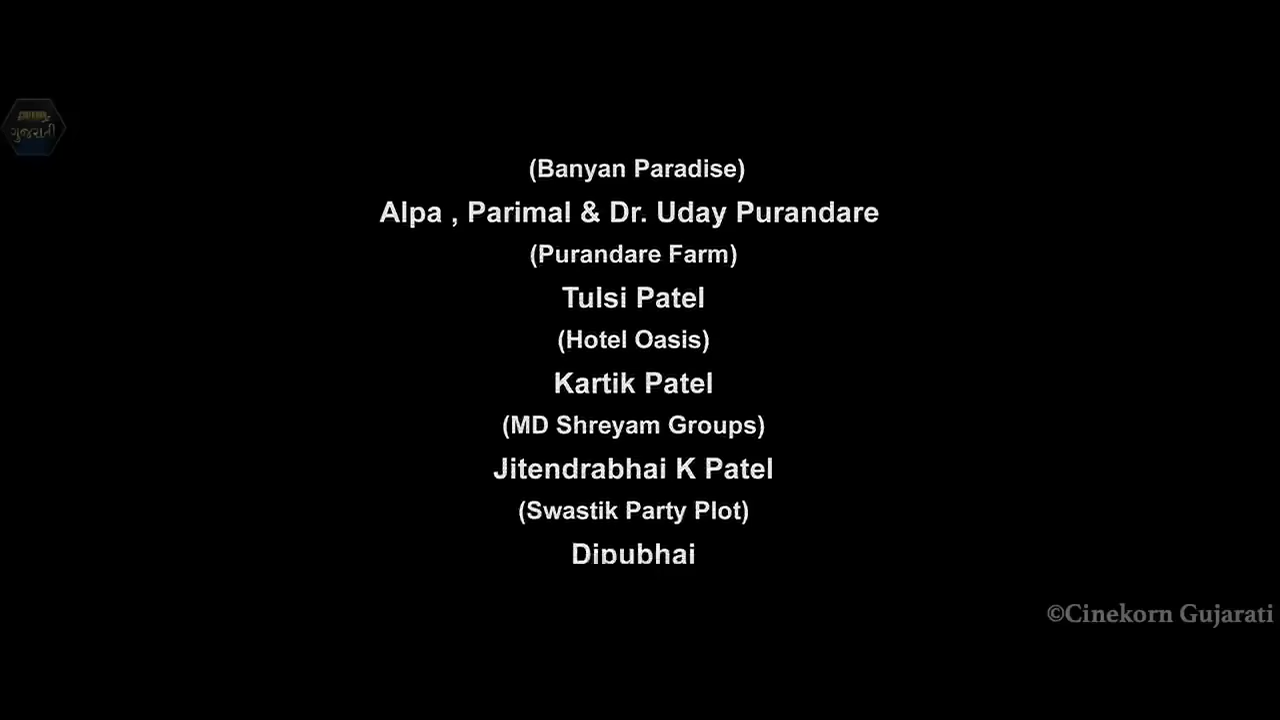 ગુજરાતી
(Banyan Paradise)
Alpa , Parimal & Dr. Uday Purandare
(Purandare Farm)
Tulsi Patel
(Hotel Oasis)
Kartik Patel
(MD Shreyam Groups)
Jitendrabhai K Patel
(Swastik Party Plot)
Dipubhai
©Cinekorn Gujarati